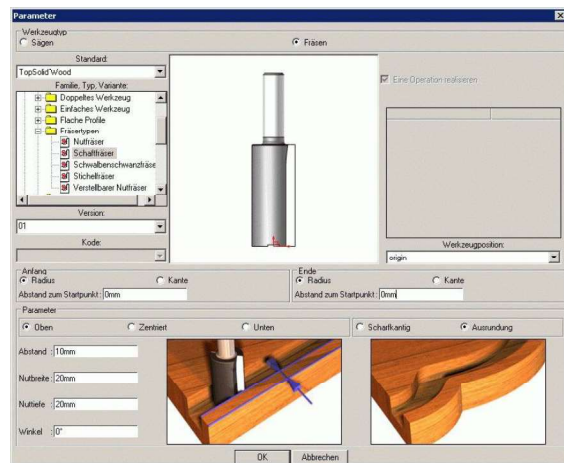 Parameter
Werkzeugtyp
Sägen
Fräsen
Standard:
TopSolid'Wood
Familie, Typ, Variante:
Doppeltes Werkzeug
Einfaches Werkzeug
Flache Profile
Fräsertypen
Nutfräser
Schaftfräser
Schwalbenschwanzfräse
Stichelfräser
Verstellbarer Nutfräser
Version:
01
Kode:
Eine Operation realisieren
Werkzeugposition:
origin
Anfang
Radius
Kante
Abstand zum Startpunkt: 0mm
Ende
Radius
Kante
Abstand zum Startpunkt: 0mm
Parameter
Oben
Zentriert
Unten
Scharfkantig
Ausrundung
Abstand : 10mm
Nutbreite : 20mm
Nuttiefe : 20mm
Winkel : 0°
OK
Abbrechen